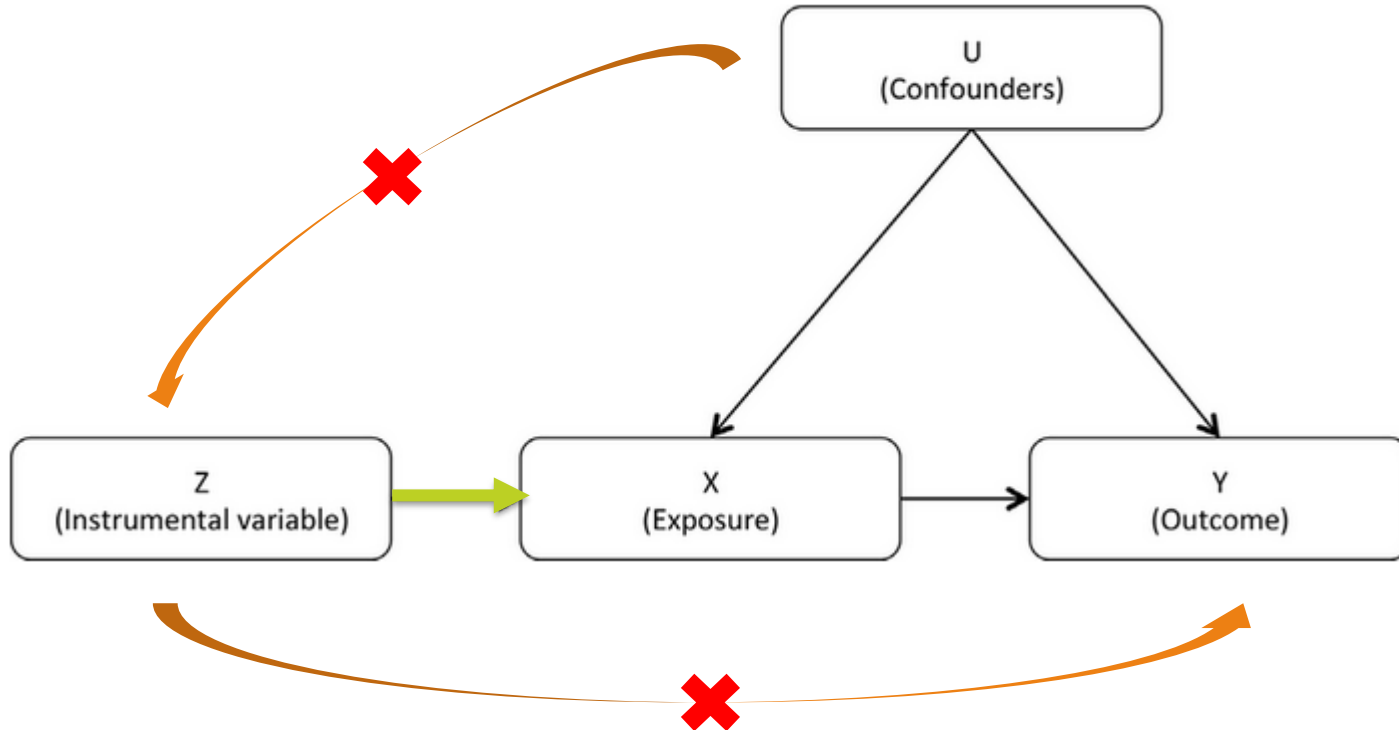 U
(Confounders)
Z
(Instrumental variable)
X
(Exposure)
Y
(Outcome)